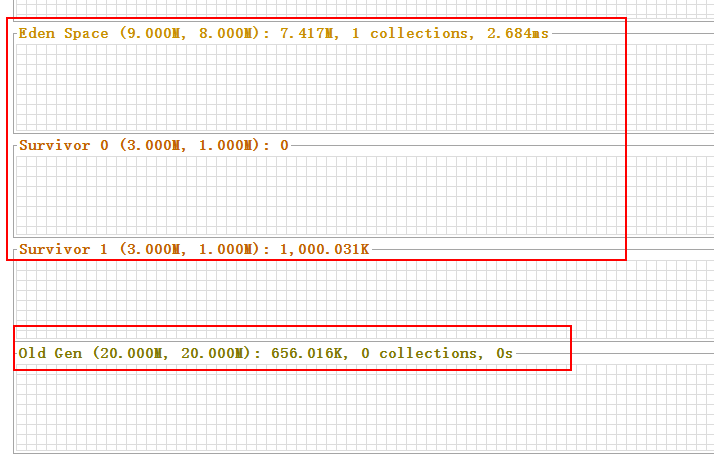 Eden Space (9.000M, 8.000M): 7.417M, 1 collections, 2.684ms
Survivor 0 (3.000M, 1.000M): 0
Survivor 1 (3.000M, 1.000M): 1,000.031K
Old Gen (20.000M, 20.000M): 656.016K, 0 collections, 0s